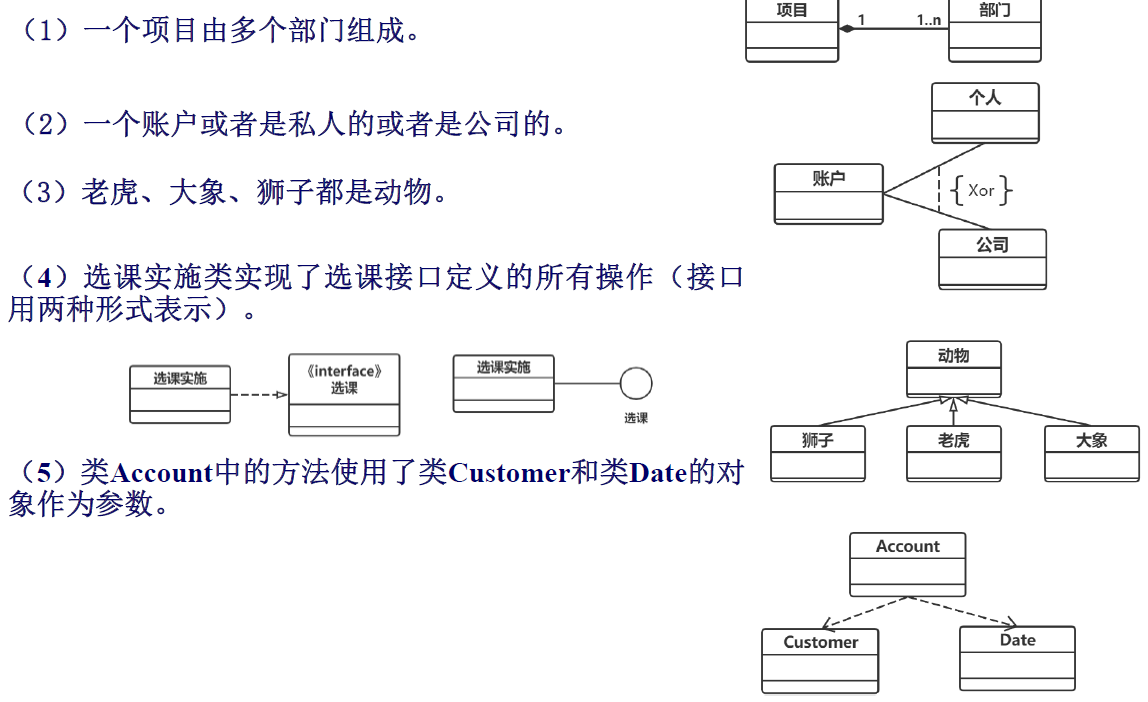 （1）一个项目由多个部门组成。
项目
1
1..n
部门
（2）一个账户或者是私人的或者是公司的。
个人
账户
{Xor}
公司
（3）老虎、大象、狮子都是动物。
（4）选课实施类实现了选课接口定义的所有操作（接口
用两种形式表示）。
选课实施
《interface》
选课
选课实施
选课
动物
狮子
老虎
大象
（5）类Account中的方法使用了类Customer和类Date的对
象作为参数。
Account
Customer
Date